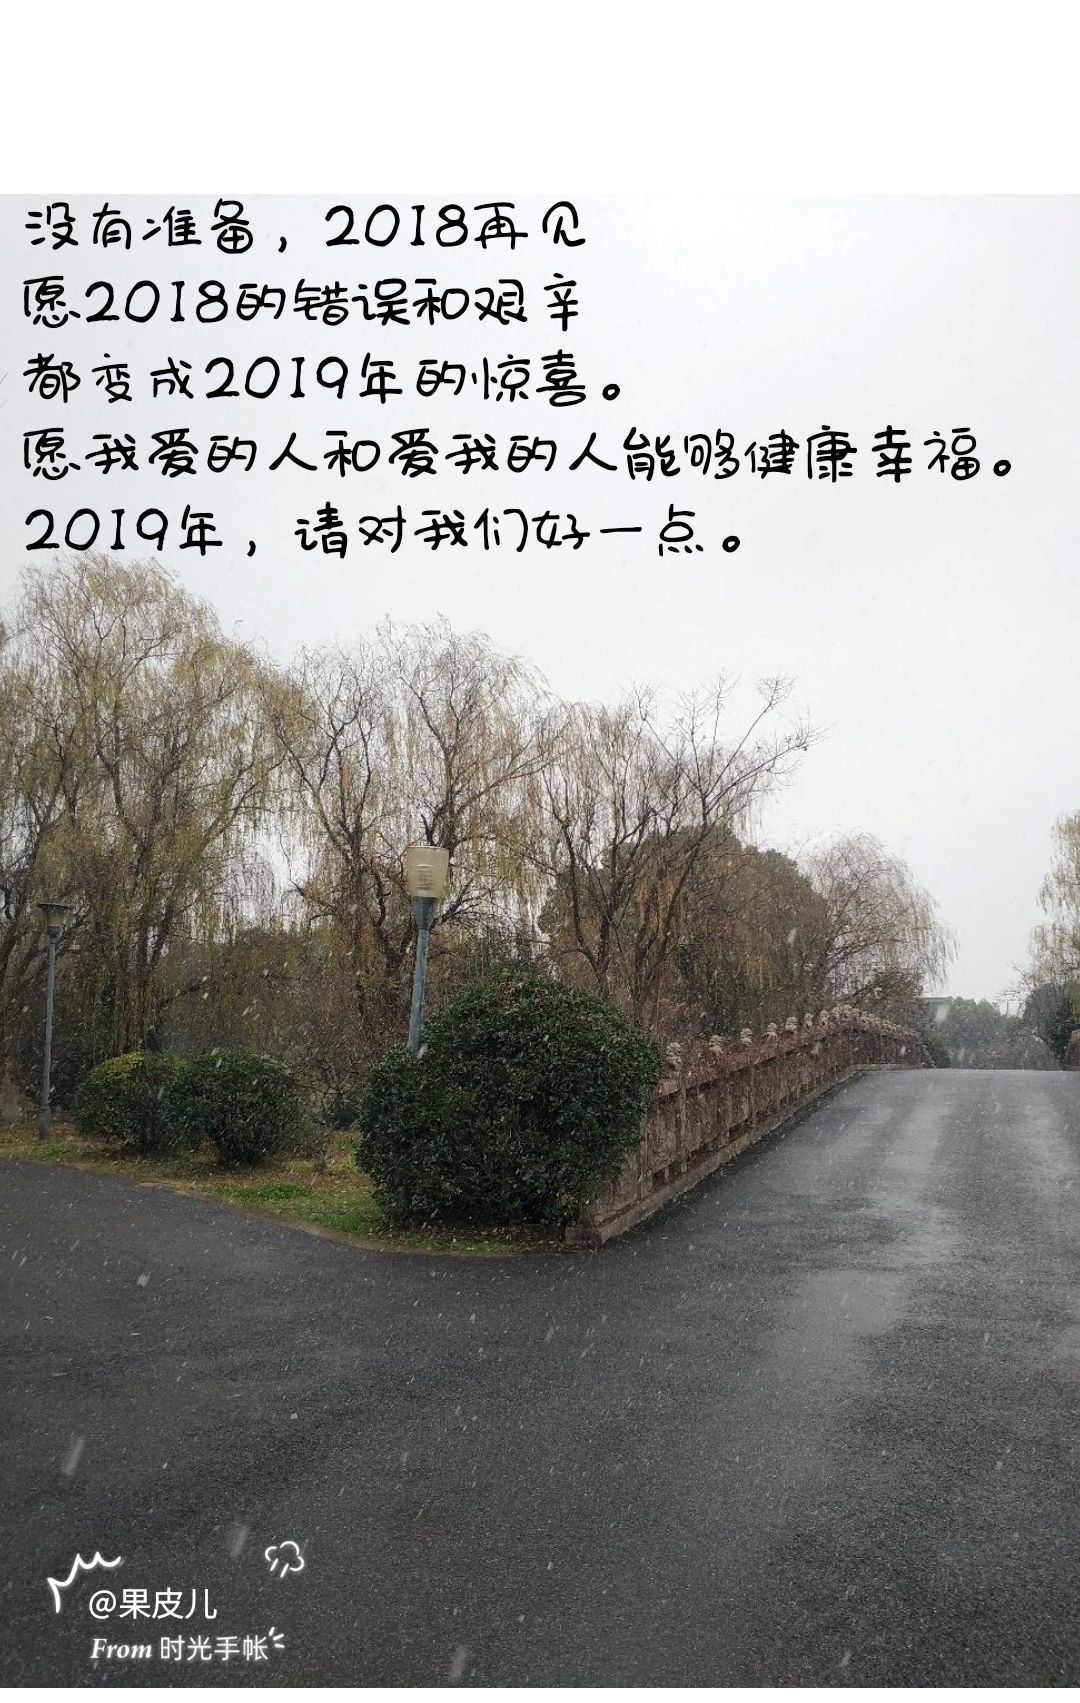 没有准备，2018再见
愿2018的错误和艰辛
都变成2019年的惊喜。
愿我爱的人和爱我的人能够健康幸福。
2019年，请对我们好一点。
@果皮儿
From 时光手帐